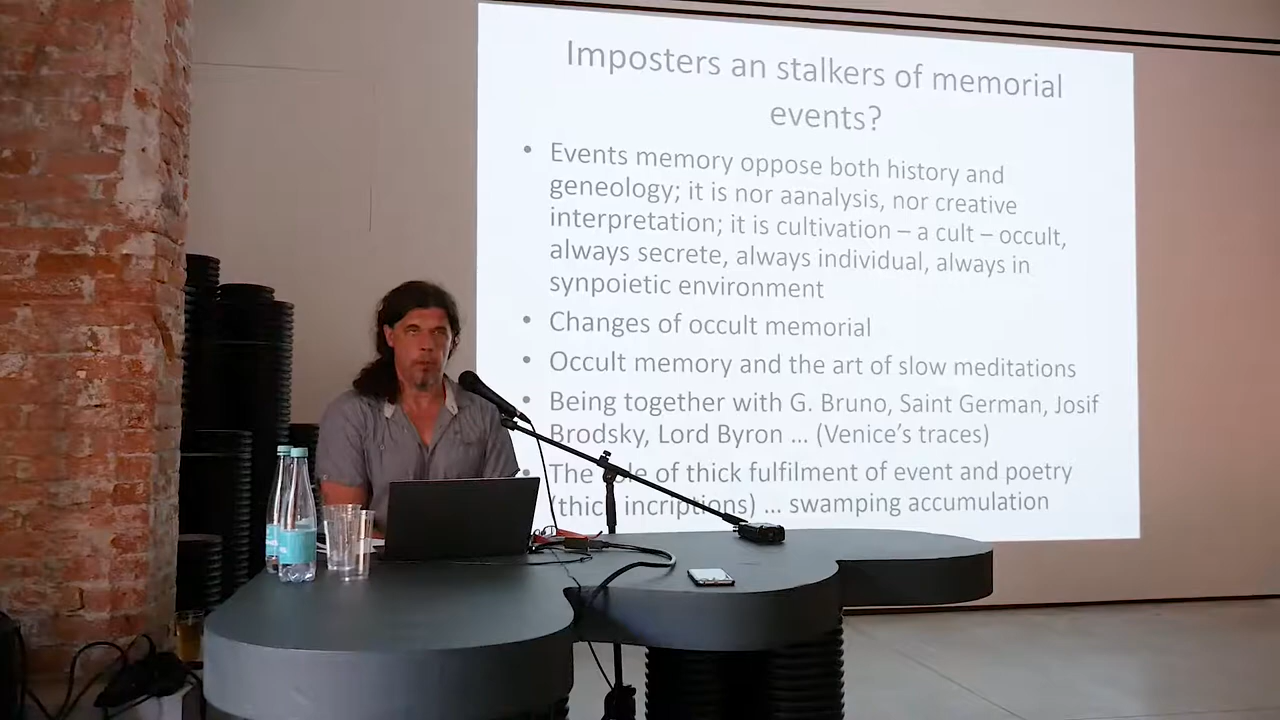 Imposters an stalkers of memorial
events?
• Events memory oppose both history and
geneology; it is nor aanalysis, nor creative
interpretation; it is cultivation – a cult – occult,
always secrete, always individual, always in
synpoietic environment
• Changes of occult memorial
• Occult memory and the art of slow meditations
• Being together with G. Bruno, Saint German, Josif
Brodsky, Lord Byron ... (Venice's traces)
• The role of thick fulfilment of event and poetry
(thick incriptions) ... swamping accumulation